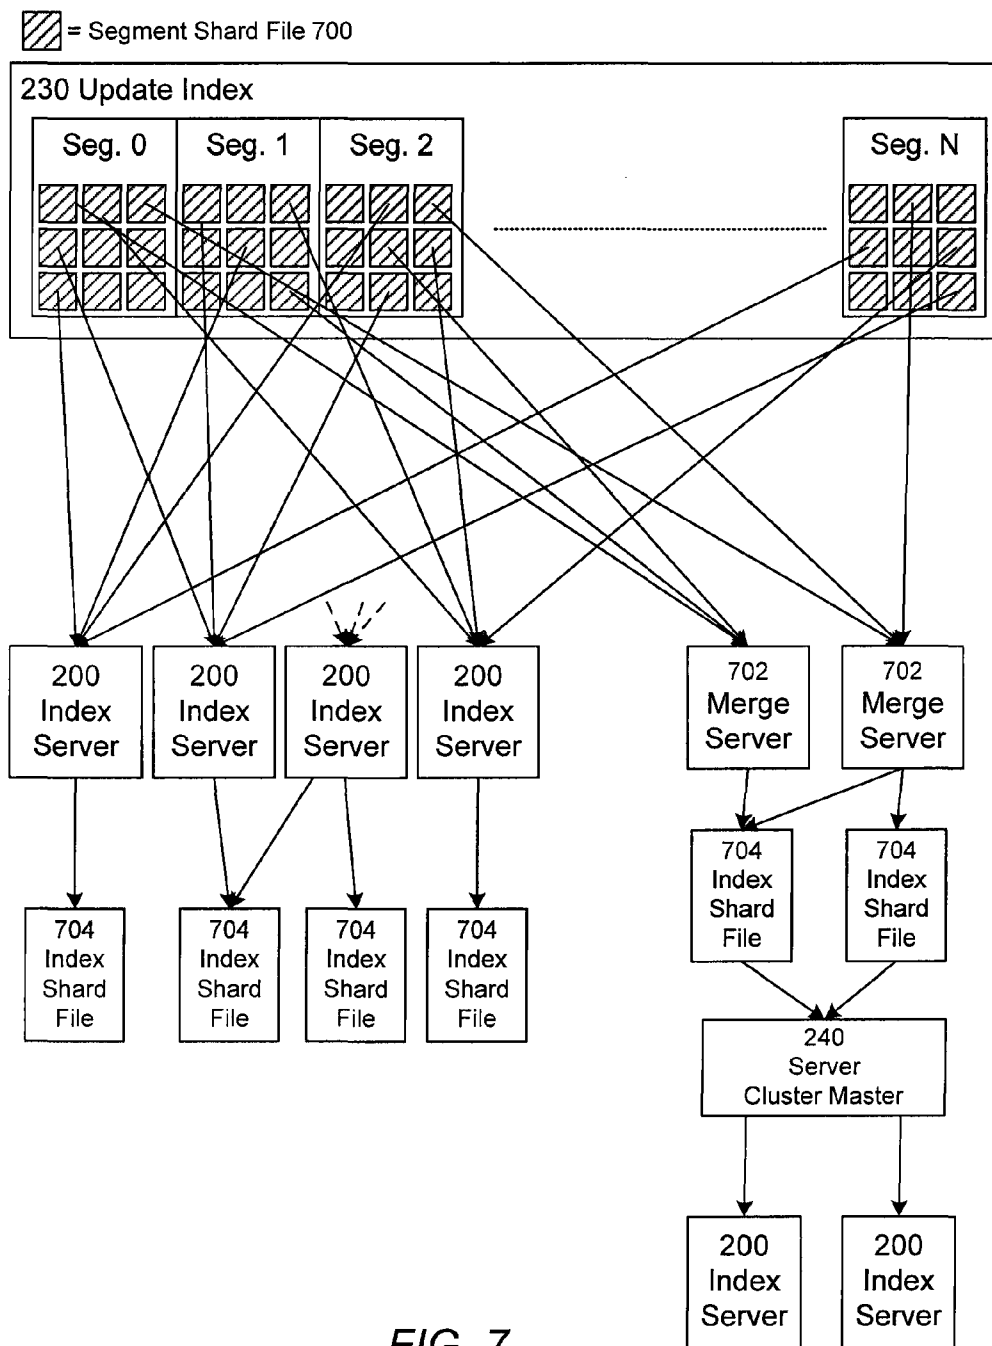 = Segment Shard File 700
230 Update Index
Seg. 0
Seg. 1
Seg. 2
Seg. N
200
Index
Server
200
Index
Server
200
Index
Server
200
Index
Server
702
Merge
Server
702
Merge
Server
704
Index
Shard
File
704
Index
Shard
File
704
Index
Shard
File
704
Index
Shard
File
704
Index
Shard
File
704
Index
Shard
File
240
Server
Cluster Master
200
Index
Server
200
Index
Server
FIG. 7